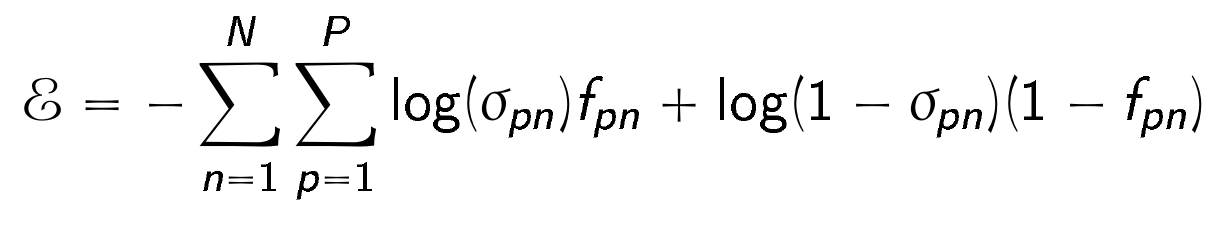 ℰ = − ∑_{n=1}^{N} ∑_{p=1}^{P} log(σ_{pn})f_{pn} + log(1 − σ_{pn})(1 − f_{pn})